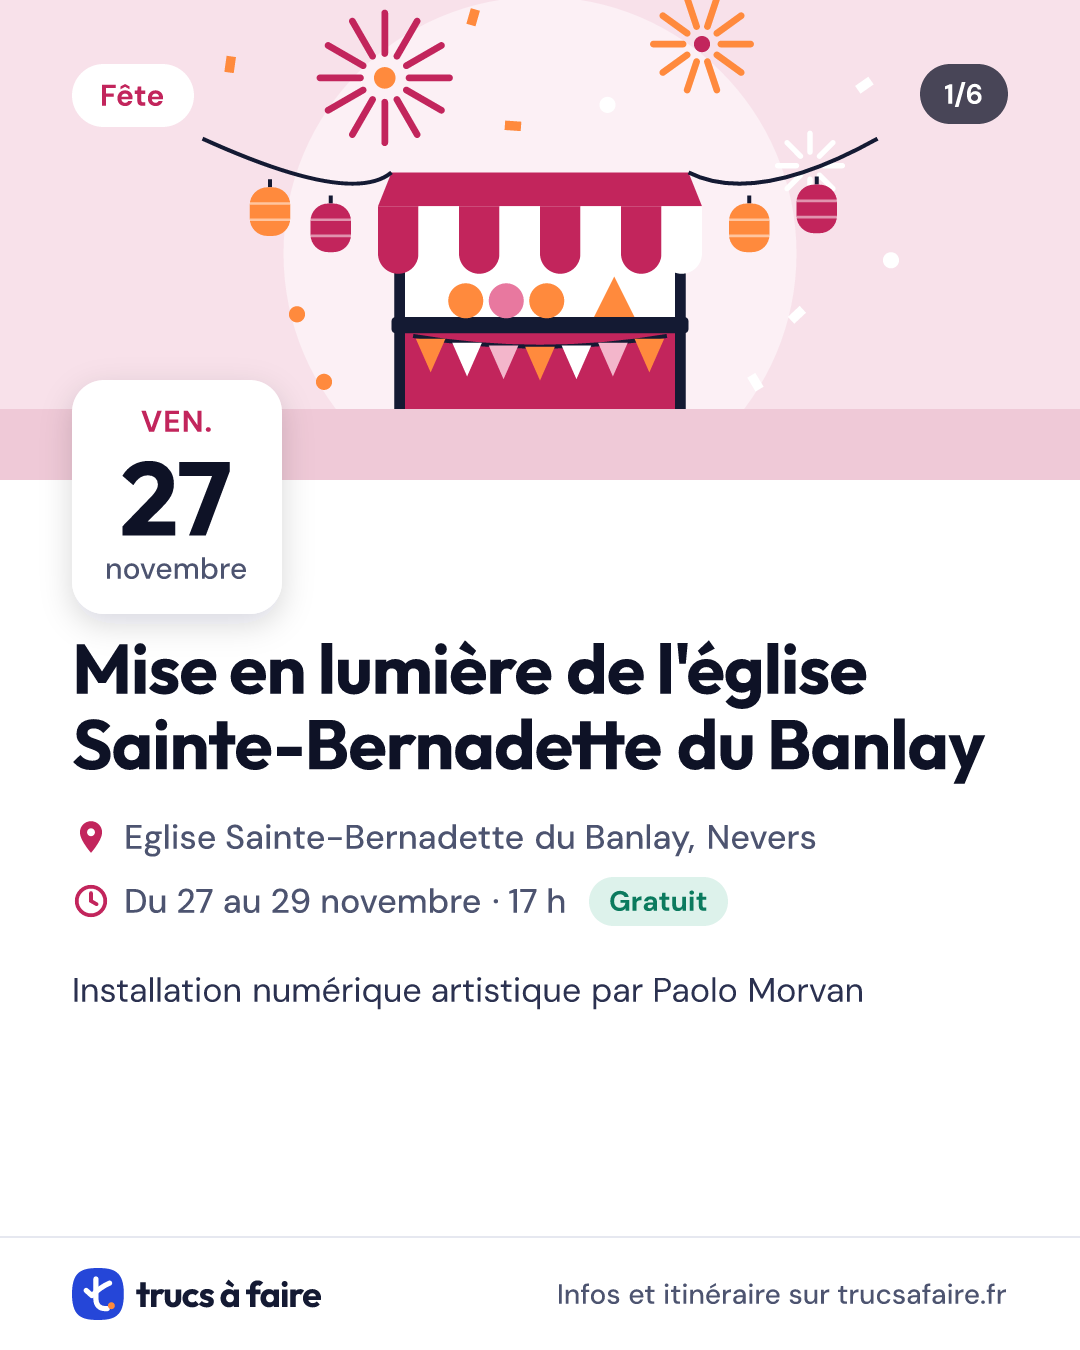 Fête
1/6
VEN.
27
novembre
Mise en lumière de l'église
Sainte-Bernadette du Banlay
Eglise Sainte-Bernadette du Banlay, Nevers
Du 27 au 29 novembre · 17 h Gratuit
Installation numérique artistique par Paolo Morvan
trucs à faire
Infos et itinéraire sur trucsafaire.fr